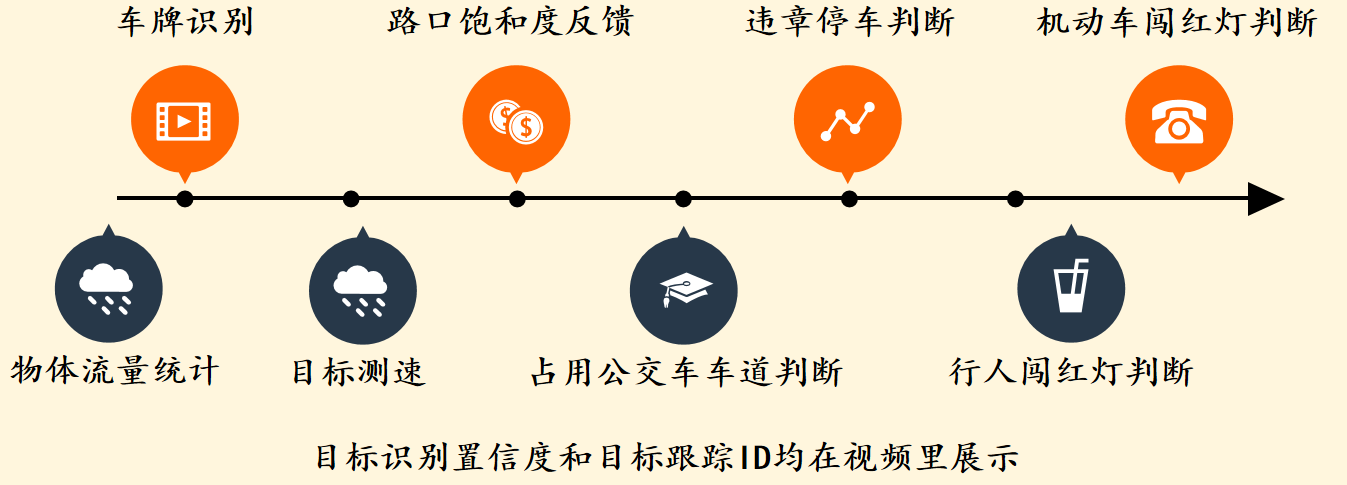 车牌识别
路口饱和度反馈
违章停车判断
机动车闯红灯判断
物体流量统计
目标测速
占用公交车车道判断
行人闯红灯判断
目标识别置信度和目标跟踪ID均在视频里展示